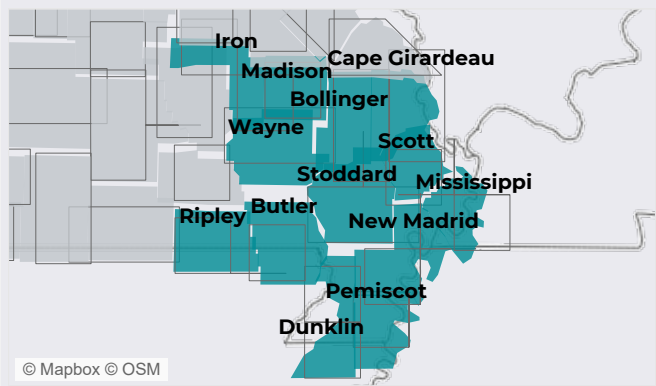 Iron
Cape Girardeau
Madison
Bollinger
Wayne
Scott
Stoddard
Mississippi
Butler
Ripley
New Madrid
Pemiscot
Dunklin
© Mapbox © OSM